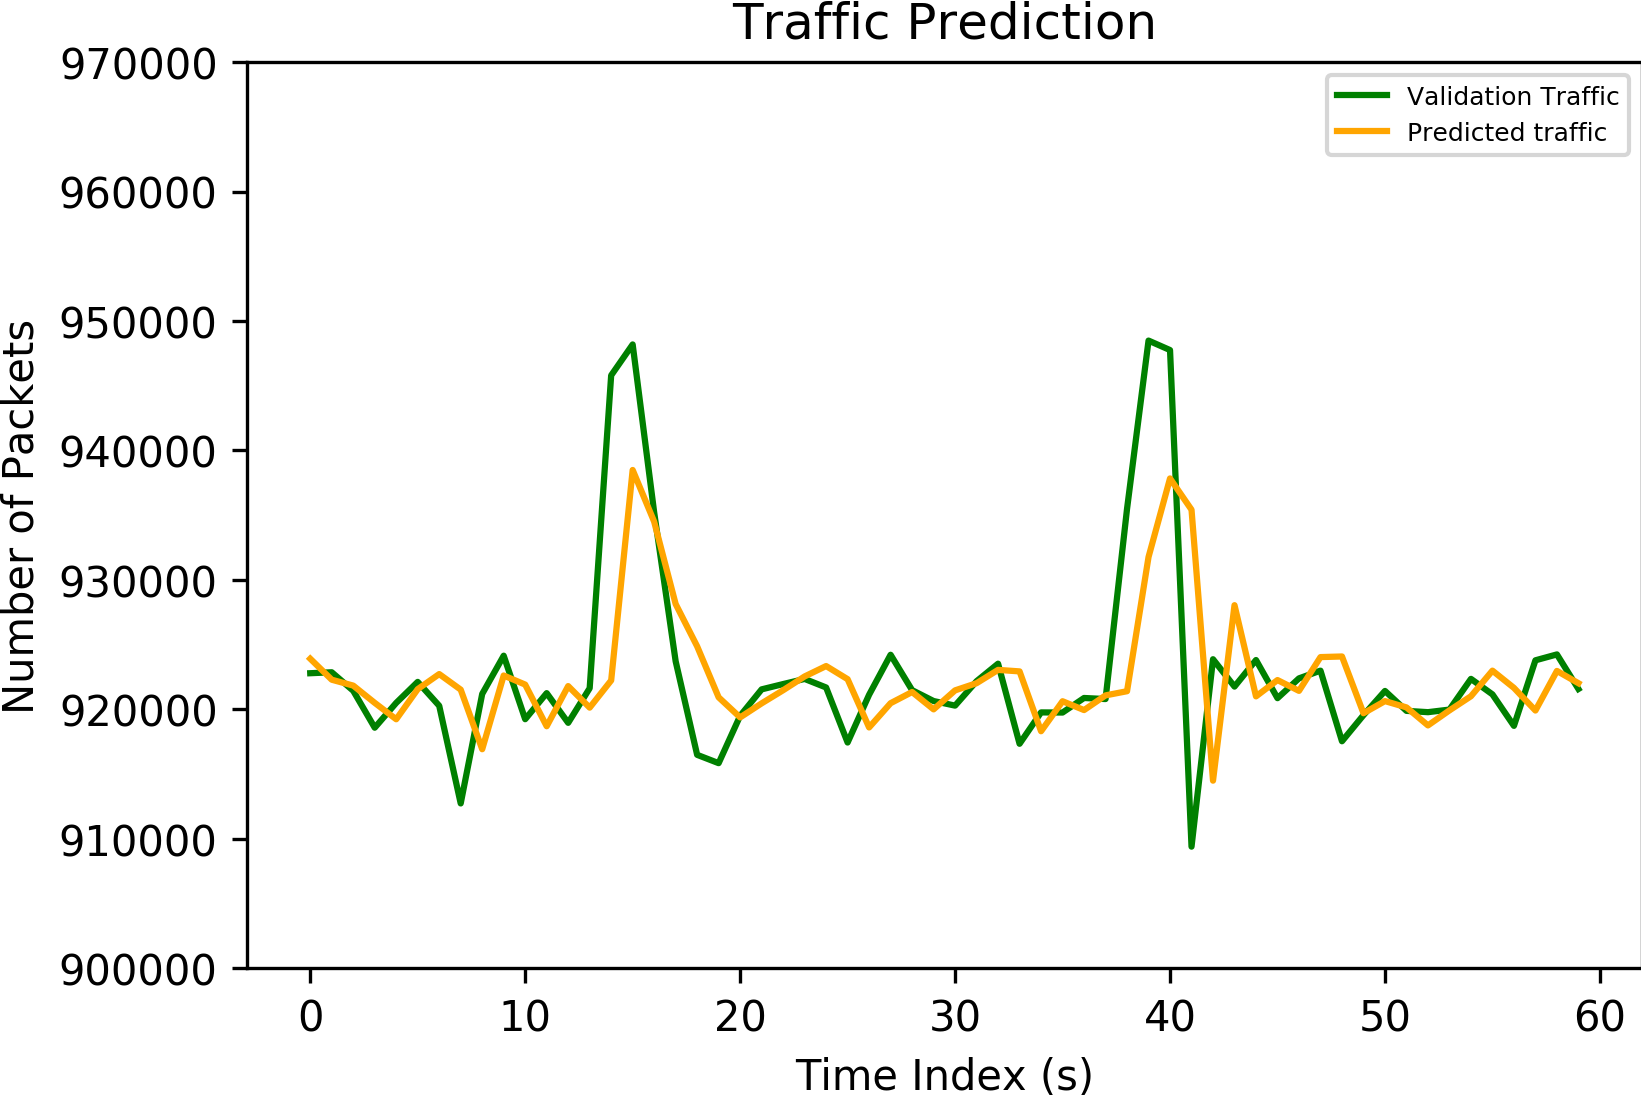 Traffic Prediction
Number of Packets
970000
960000
950000
940000
930000
920000
910000
900000
Validation Traffic
Predicted traffic
0 10 20 30 40 50 60
Time Index (s)